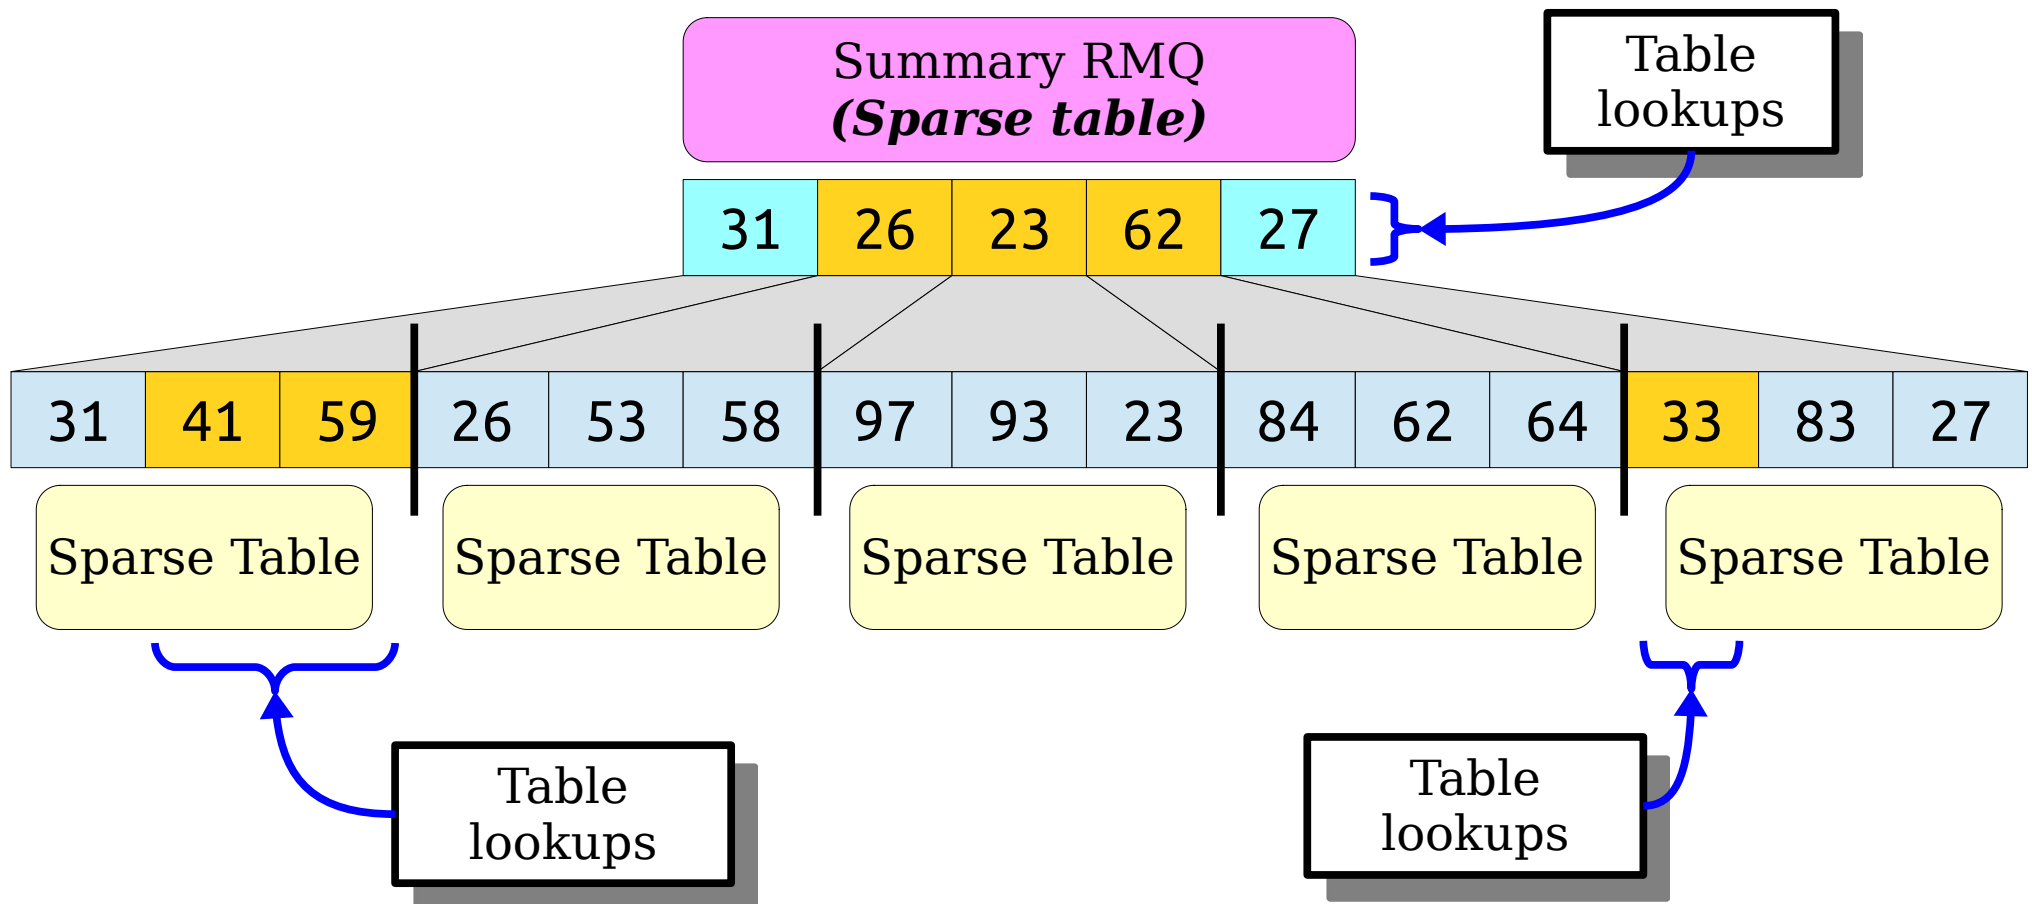 Summary RMQ
(Sparse table)
Table
lookups
31 26 23 62 27
31 41 59 26 53 58 97 93 23 84 62 64 33 83 27
Sparse Table Sparse Table Sparse Table Sparse Table Sparse Table
Table
lookups
Table
lookups